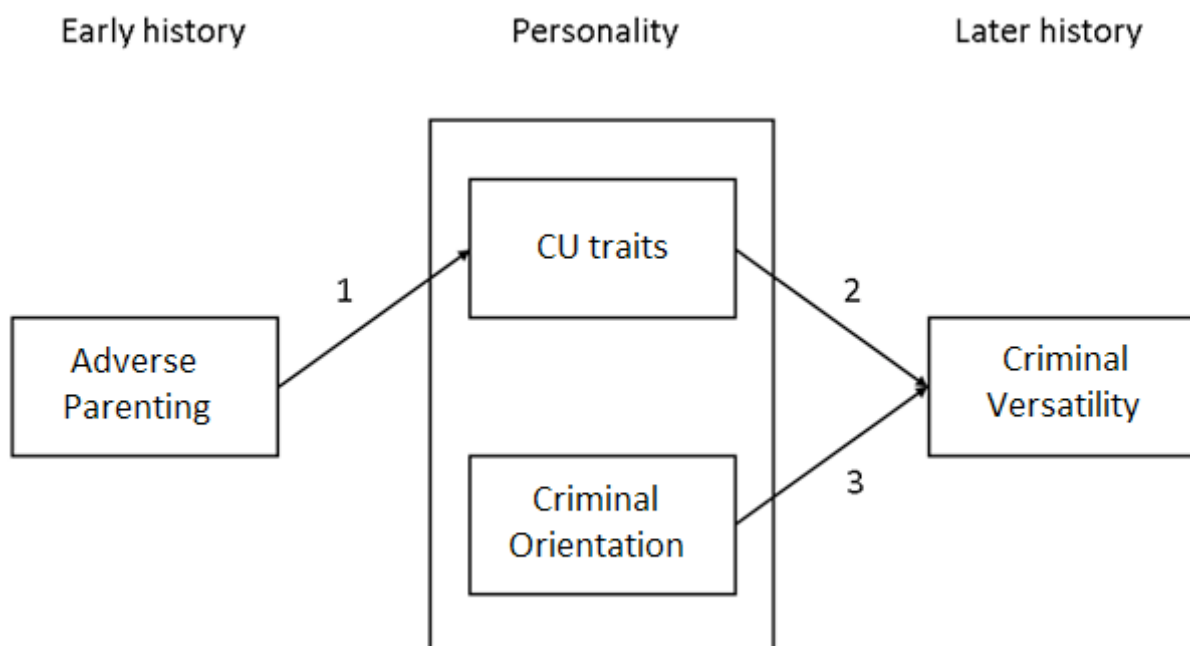 Early history
Personality
Later history
CU traits
1
2
Adverse
Parenting
Criminal
Versatility
3
Criminal
Orientation